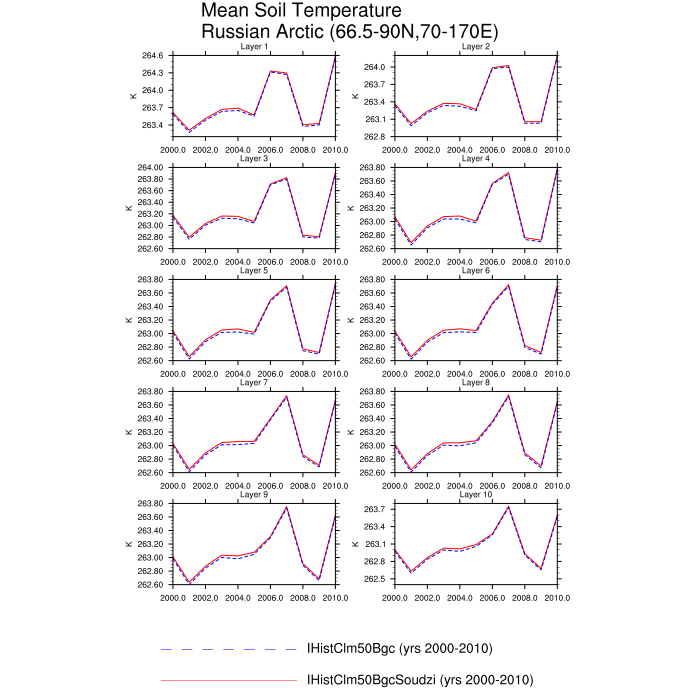 Mean Soil Temperature
Russian Arctic (66.5-90N,70-170E)
Layer 1
Layer 2
264.6
264.3
264.0
263.7
263.4
K
2000.0 2002.0 2004.0 2006.0 2008.0 2010.0
264.0
263.7
263.4
263.1
262.8
K
2000.0 2002.0 2004.0 2006.0 2008.0 2010.0
Layer 3
Layer 4
264.00
263.80
263.60
263.40
263.20
263.00
262.80
262.60
K
2000.0 2002.0 2004.0 2006.0 2008.0 2010.0
263.80
263.60
263.40
263.20
263.00
262.80
262.60
K
2000.0 2002.0 2004.0 2006.0 2008.0 2010.0
Layer 5
Layer 6
263.80
263.60
263.40
263.20
263.00
262.80
262.60
K
2000.0 2002.0 2004.0 2006.0 2008.0 2010.0
263.80
263.60
263.40
263.20
263.00
262.80
262.60
K
2000.0 2002.0 2004.0 2006.0 2008.0 2010.0
Layer 7
Layer 8
263.80
263.60
263.40
263.20
263.00
262.80
262.60
K
2000.0 2002.0 2004.0 2006.0 2008.0 2010.0
263.80
263.60
263.40
263.20
263.00
262.80
262.60
K
2000.0 2002.0 2004.0 2006.0 2008.0 2010.0
Layer 9
Layer 10
263.80
263.60
263.40
263.20
263.00
262.80
262.60
K
2000.0 2002.0 2004.0 2006.0 2008.0 2010.0
263.7
263.4
263.1
262.8
262.5
K
2000.0 2002.0 2004.0 2006.0 2008.0 2010.0
IHistClm50Bgc (yrs 2000-2010)
IHistClm50BgcSoudzi (yrs 2000-2010)